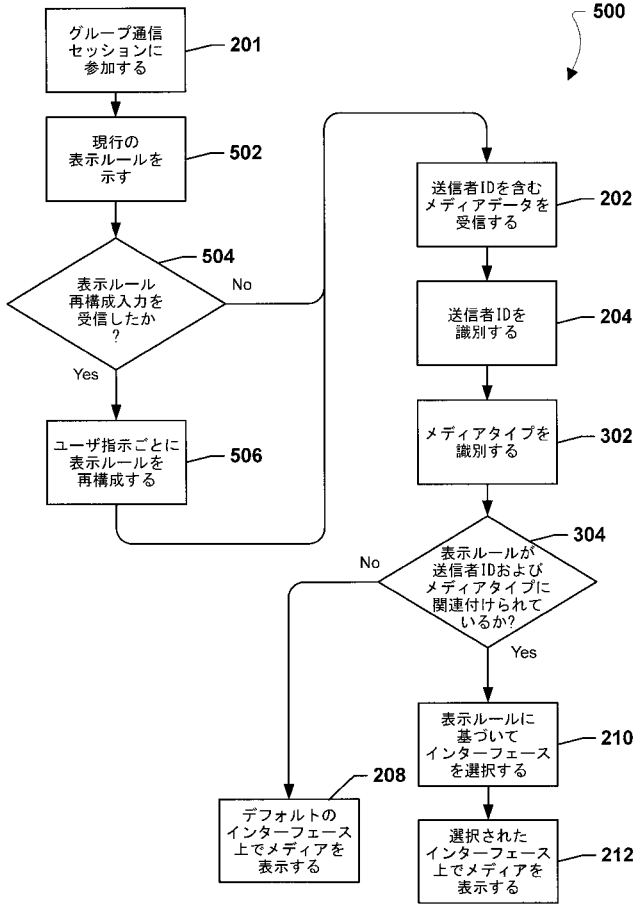 500
グループ通信
セッションに
参加する
201
現行の
表示ルールを
示す
502
504
表示ルール
再構成入力を
受信したか
?
No
Yes
ユーザ指示ごとに
表示ルールを
再構成する
506
送信者IDを含む
メディアデータを
受信する
202
送信者IDを
識別する
204
メディアタイプを
識別する
302
304
表示ルールが
送信者IDおよび
メディアタイプに
関連付けられて
いるか?
No
Yes
表示ルールに
基づいて
インターフェース
を選択する
210
208
デフォルトの
インターフェース
上でメディアを
表示する
選択された
インターフェース
上でメディアを
表示する
212